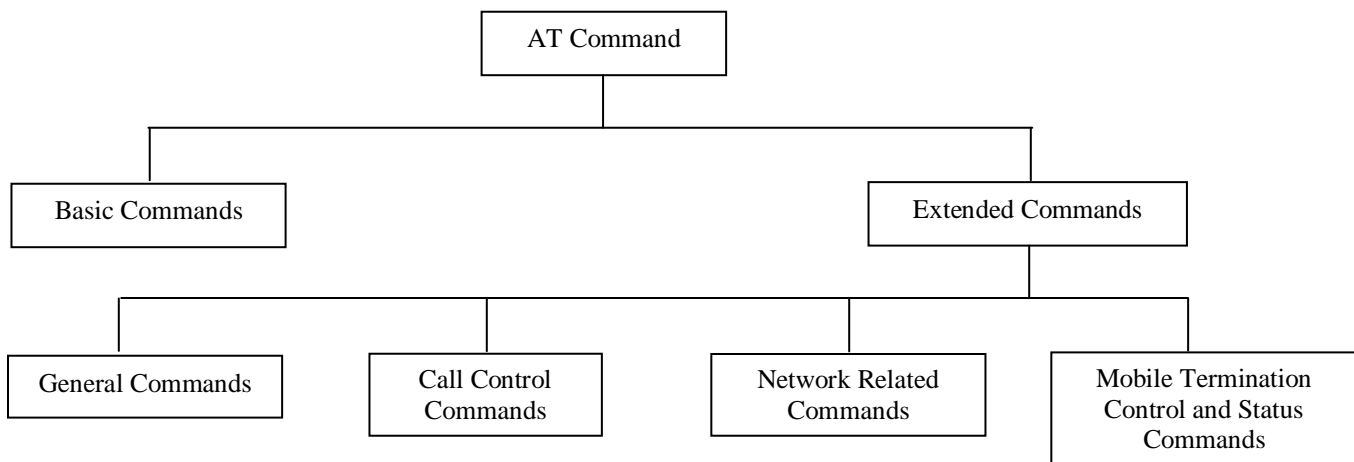 AT Command
Basic Commands
Extended Commands
General Commands
Call Control
Commands
Network Related
Commands
Mobile Termination
Control and Status
Commands